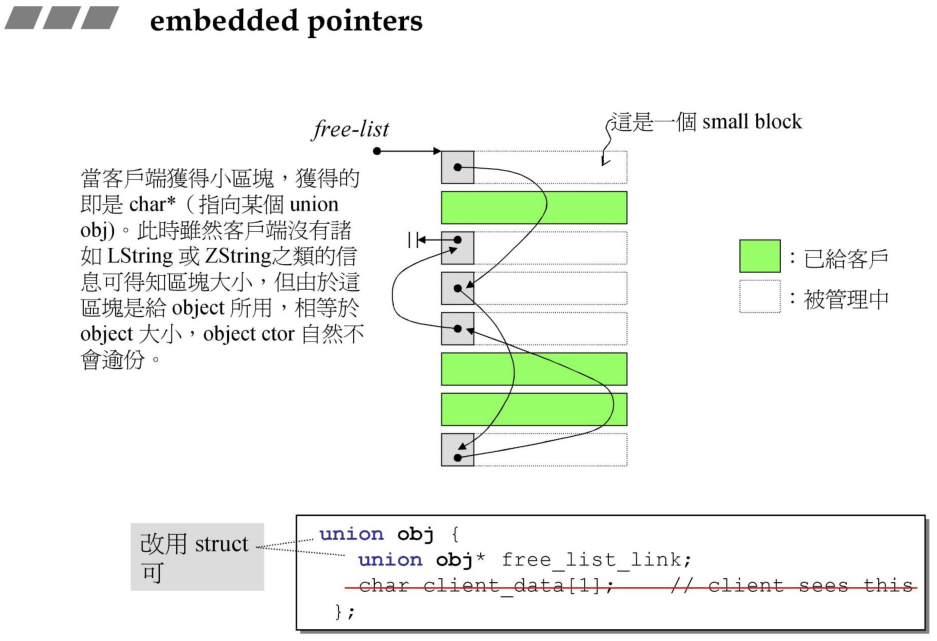 embedded pointers
free-list
這是一個 small block
當客戶端獲得小區塊，獲得的
即是 char*（指向某個 union
obj)。此時雖然客戶端沒有諸
如 LString 或 ZString之類的信
息可得知區塊大小，但由於這
區塊是給 object 所用，相等於
object 大小，object ctor 自然不
會逾份。
：已給客戶
：被管理中
改用 struct
可
union obj {
union obj* free_list_link;
char client_data[1]; // client sees this
};